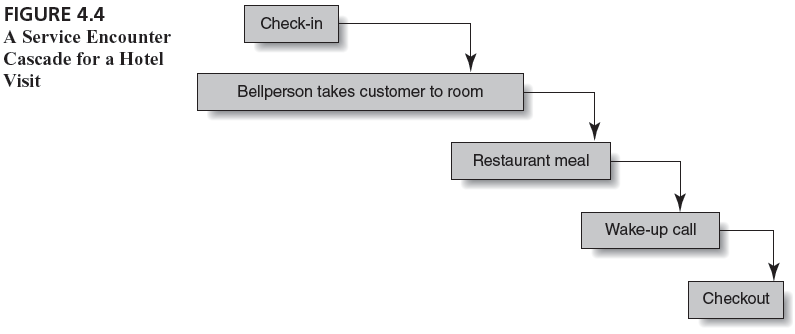 FIGURE 4.4
A Service Encounter
Cascade for a Hotel
Visit
Check-in
Bellperson takes customer to room
Restaurant meal
Wake-up call
Checkout